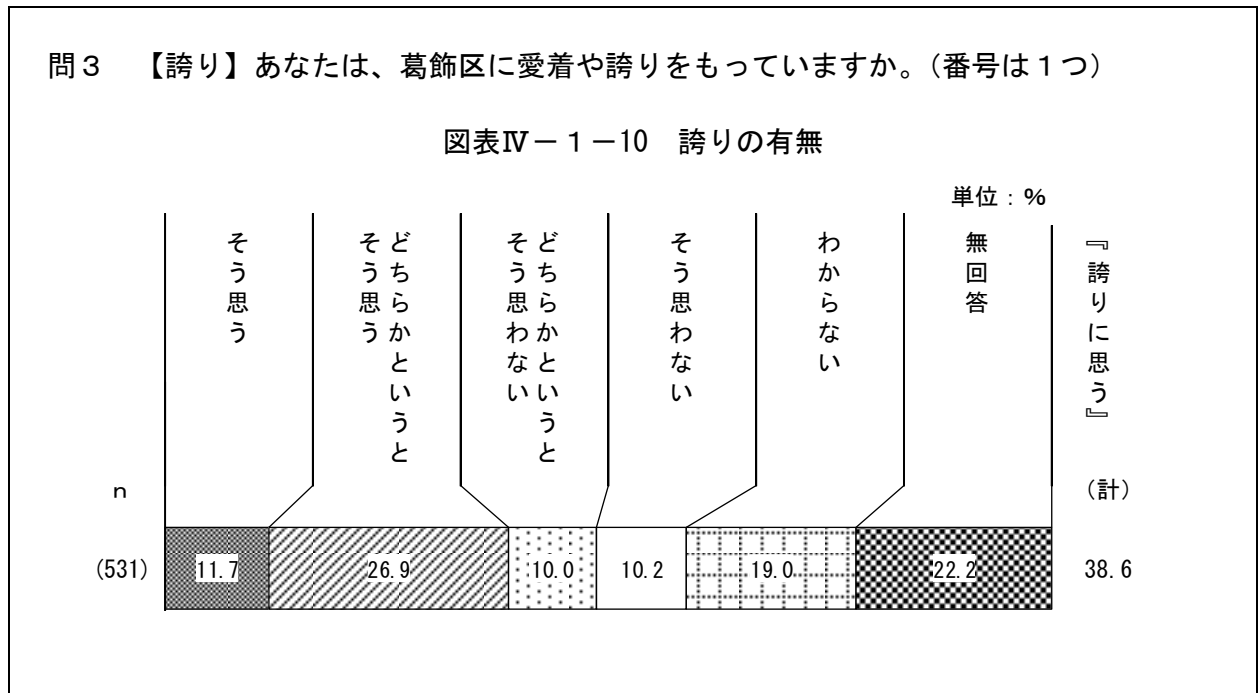 問3 【誇り】あなたは、葛飾区に愛着や誇りをもっていますか。(番号は1つ)
図表Ⅳ-1-10 誇りの有無
単位:%
そう思う
どちらかというと
そう思う
どちらかというと
そう思わない
そう思わない
わからない
無回答
『誇りに思う』
n
(計)
(531) 11.7 26.9 10.0 10.2 19.0 22.2 38.6